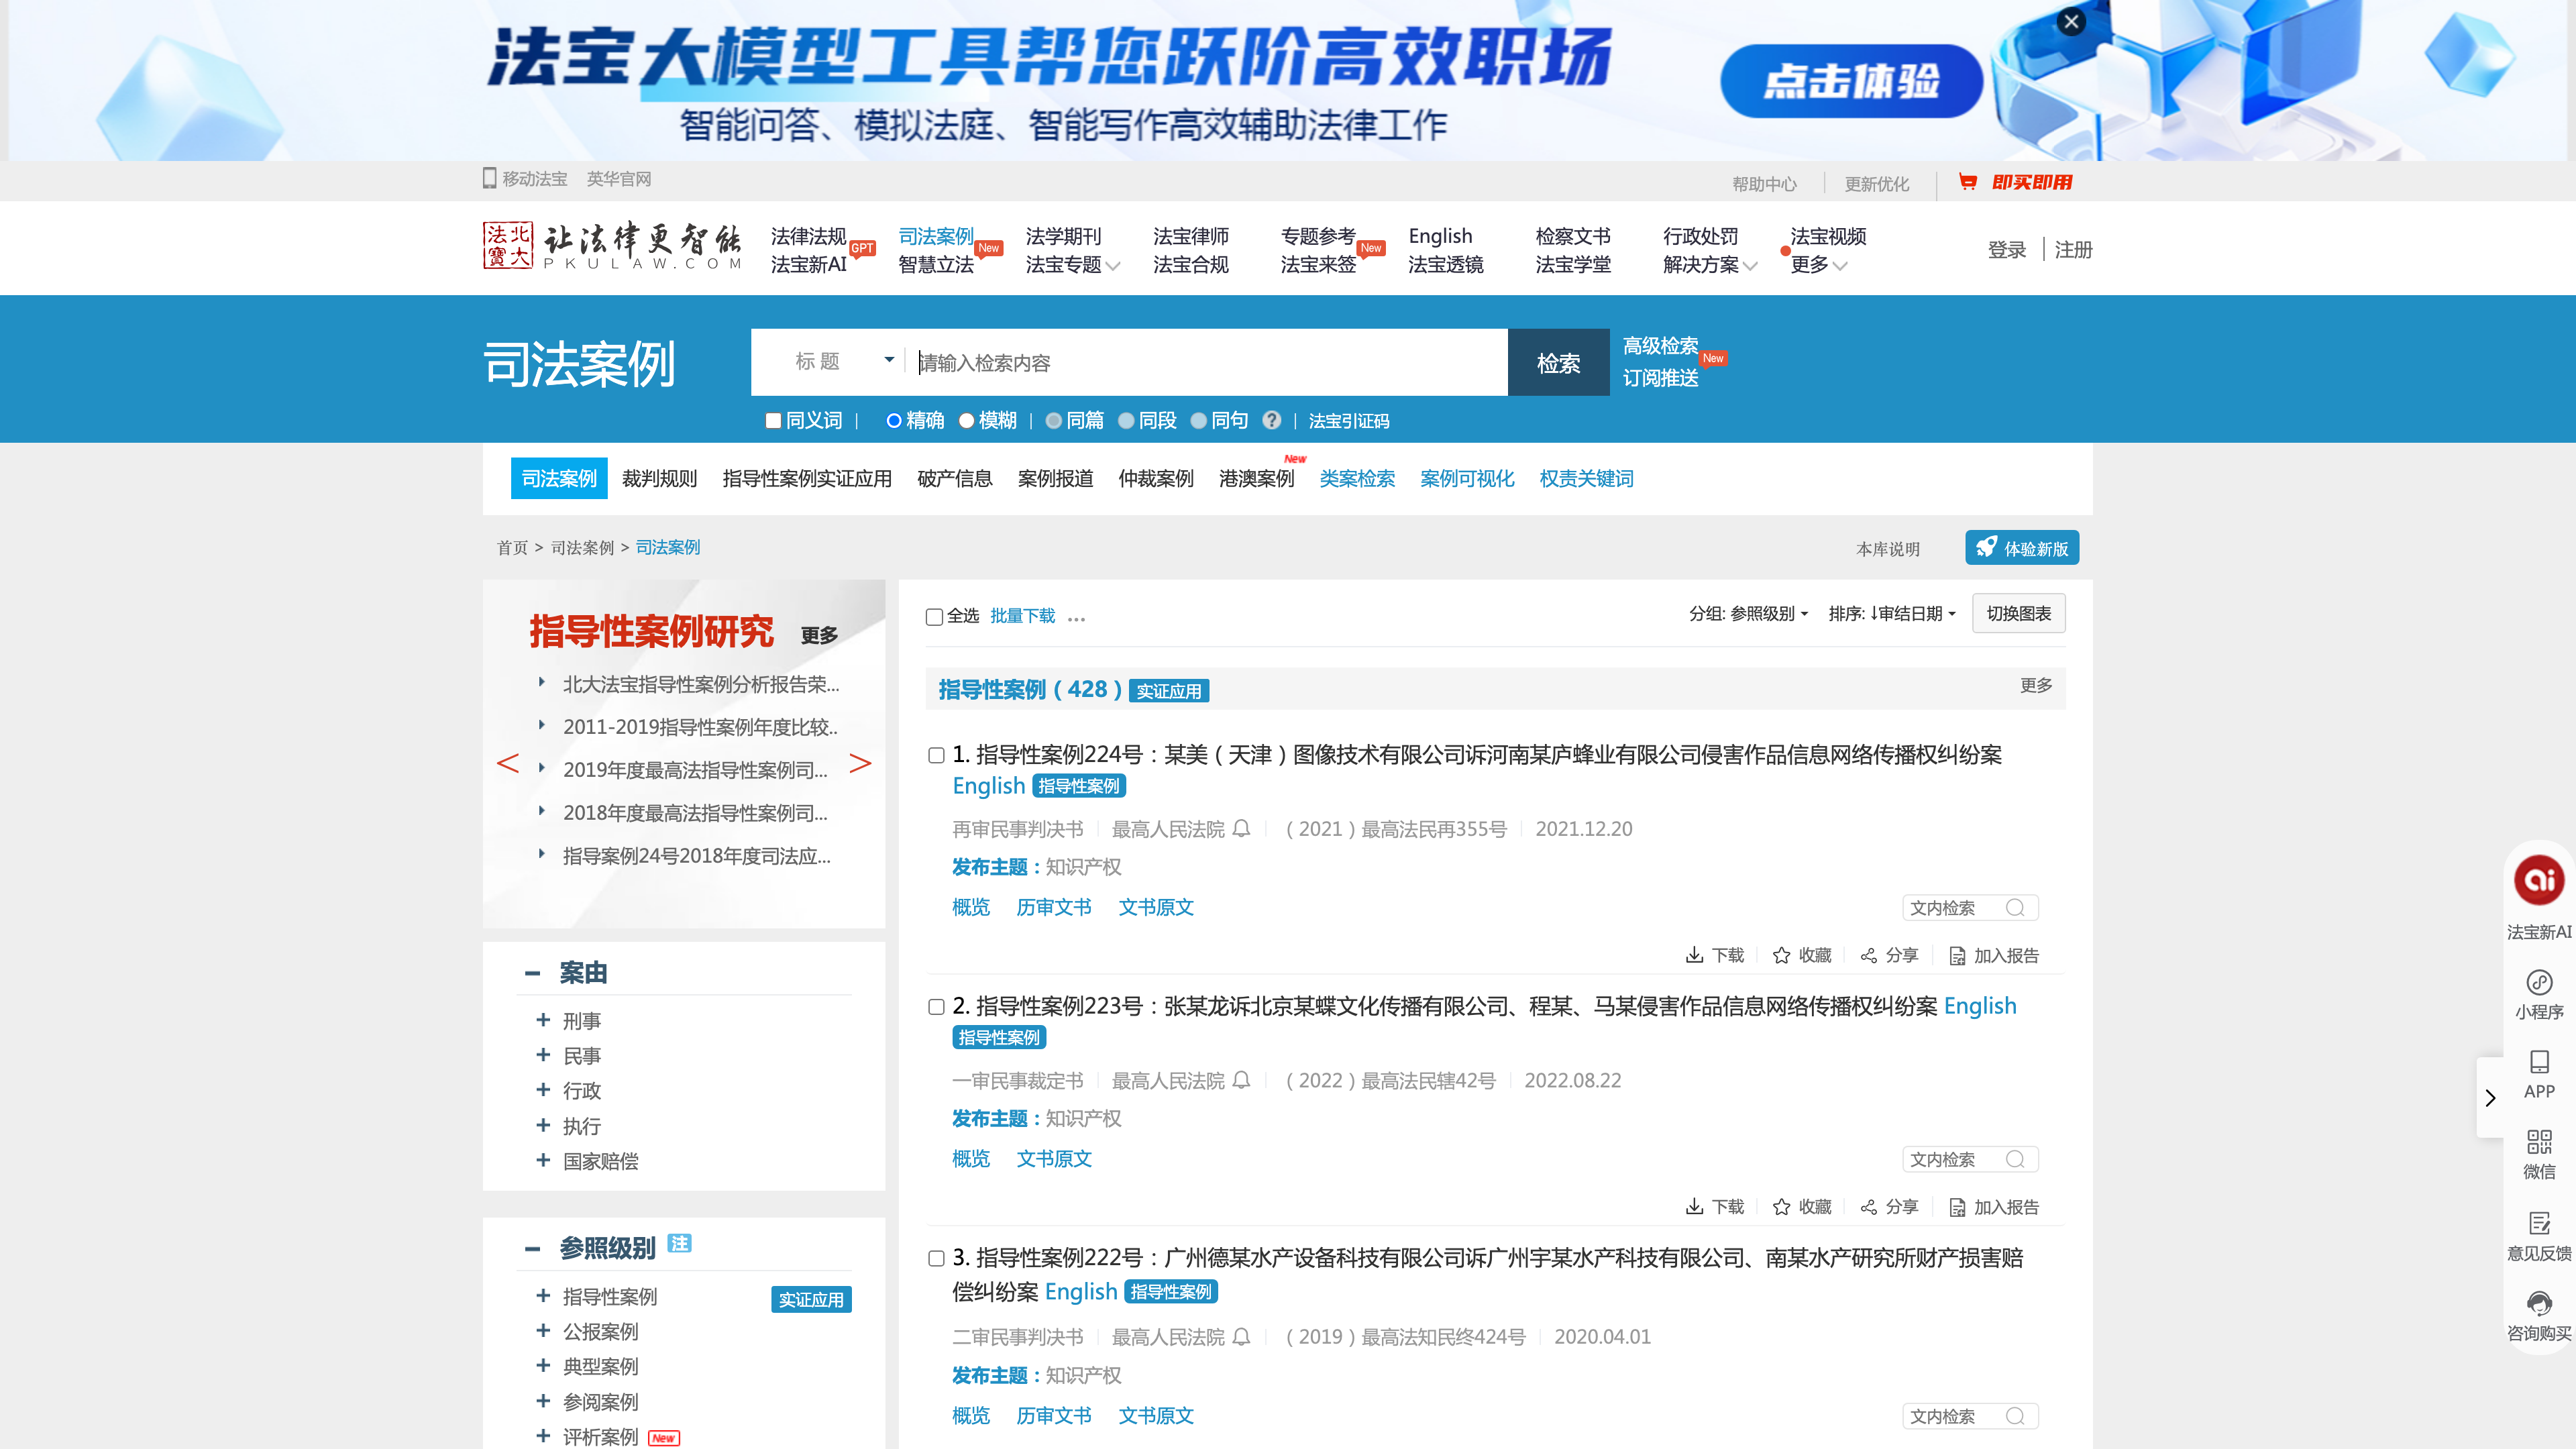 法宝大模型工具帮您跃阶高效职场
智能问答、模拟法庭、智能写作高效辅助法律工作
点击体验
移动法宝 英华官网
帮助中心 更新优化 即买即用
北大法寶 让法律更智能
PKULAW.COM
法律法规 司法案例 法学期刊 法宝律师 专题参考 English 检察文书 行政处罚 法宝视频
GPT New New
法宝新AI 智慧立法 法宝专题 法宝合规 法宝来签 法宝透镜 法宝学堂 解决方案 更多
登录 注册
司法案例
标 题 请输入检索内容 检索
高级检索 New
订阅推送
同义词 | 精确 模糊 | 同篇 同段 同句 ? | 法宝引证码
司法案例 裁判规则 指导性案例实证应用 破产信息 案例报道 仲裁案例 港澳案例 New 类案检索 案例可视化 权责关键词
首页 > 司法案例 > 司法案例
本库说明 体验新版
指导性案例研究 更多
北大法宝指导性案例分析报告荣...
2011-2019指导性案例年度比较..
2019年度最高法指导性案例司...
2018年度最高法指导性案例司...
指导案例24号2018年度司法应...
< >
案由
刑事
民事
行政
执行
国家赔偿
参照级别 注
指导性案例 实证应用
公报案例
典型案例
参阅案例
评析案例 New
全选 批量下载 ...
分组: 参照级别 排序: ↓审结日期 切换图表
指导性案例（428）实证应用 更多
1. 指导性案例224号：某美（天津）图像技术有限公司诉河南某庐蜂业有限公司侵害作品信息网络传播权纠纷案
English 指导性案例
再审民事判决书 最高人民法院 （2021）最高法民再355号 2021.12.20
发布主题：知识产权
概览 历审文书 文书原文 文内检索
下载 收藏 分享 加入报告
2. 指导性案例223号：张某龙诉北京某蝶文化传播有限公司、程某、马某侵害作品信息网络传播权纠纷案 English
指导性案例
一审民事裁定书 最高人民法院 （2022）最高法民辖42号 2022.08.22
发布主题：知识产权
概览 文书原文 文内检索
下载 收藏 分享 加入报告
3. 指导性案例222号：广州德某水产设备科技有限公司诉广州宇某水产科技有限公司、南某水产研究所财产损害赔
偿纠纷案 English 指导性案例
二审民事判决书 最高人民法院 （2019）最高法知民终424号 2020.04.01
发布主题：知识产权
概览 历审文书 文书原文 文内检索
ai
法宝新AI
小程序
APP
微信
意见反馈
咨询购买